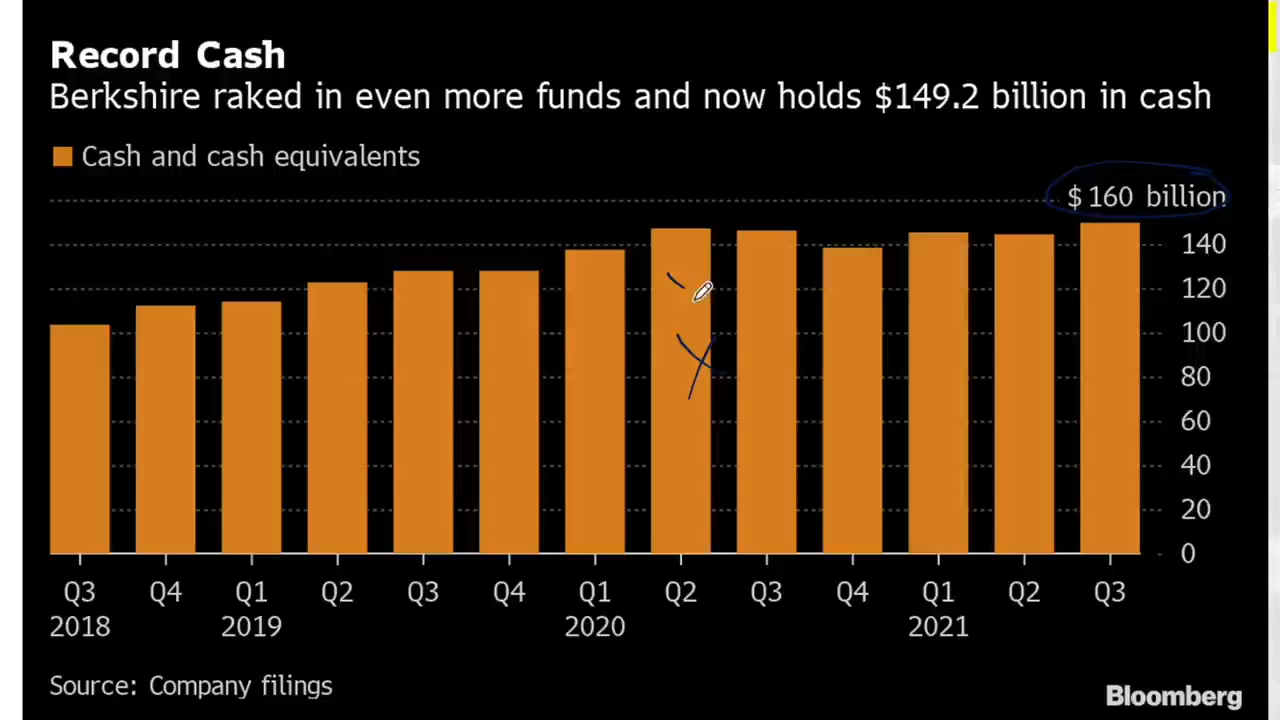 Record Cash
Berkshire raked in even more funds and now holds $149.2 billion in cash
Cash and cash equivalents
$160 billion
140
120
100
80
60
40
20
0
Q3 Q4 Q1 Q2 Q3 Q4 Q1 Q2 Q3 Q4 Q1 Q2 Q3
2018 2019 2020 2021
Source: Company filings
Bloomberg